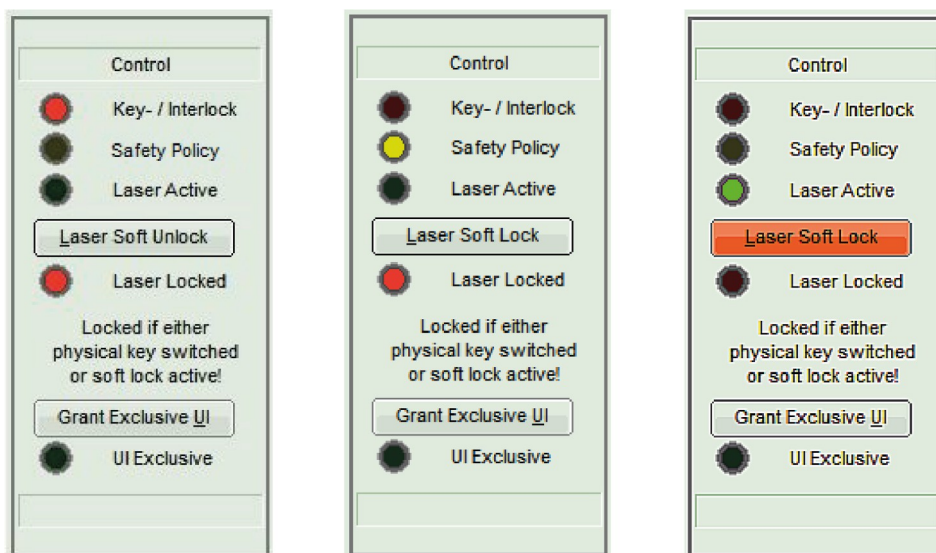 Control
Key- / Interlock
Safety Policy
Laser Active
Laser Soft Unlock
Laser Locked
Locked if either
physical key switched
or soft lock active!
Grant Exclusive UI
UI Exclusive
Control
Key- / Interlock
Safety Policy
Laser Active
Laser Soft Lock
Laser Locked
Locked if either
physical key switched
or soft lock active!
Grant Exclusive UI
UI Exclusive
Control
Key- / Interlock
Safety Policy
Laser Active
Laser Soft Lock
Laser Locked
Locked if either
physical key switched
or soft lock active!
Grant Exclusive UI
UI Exclusive